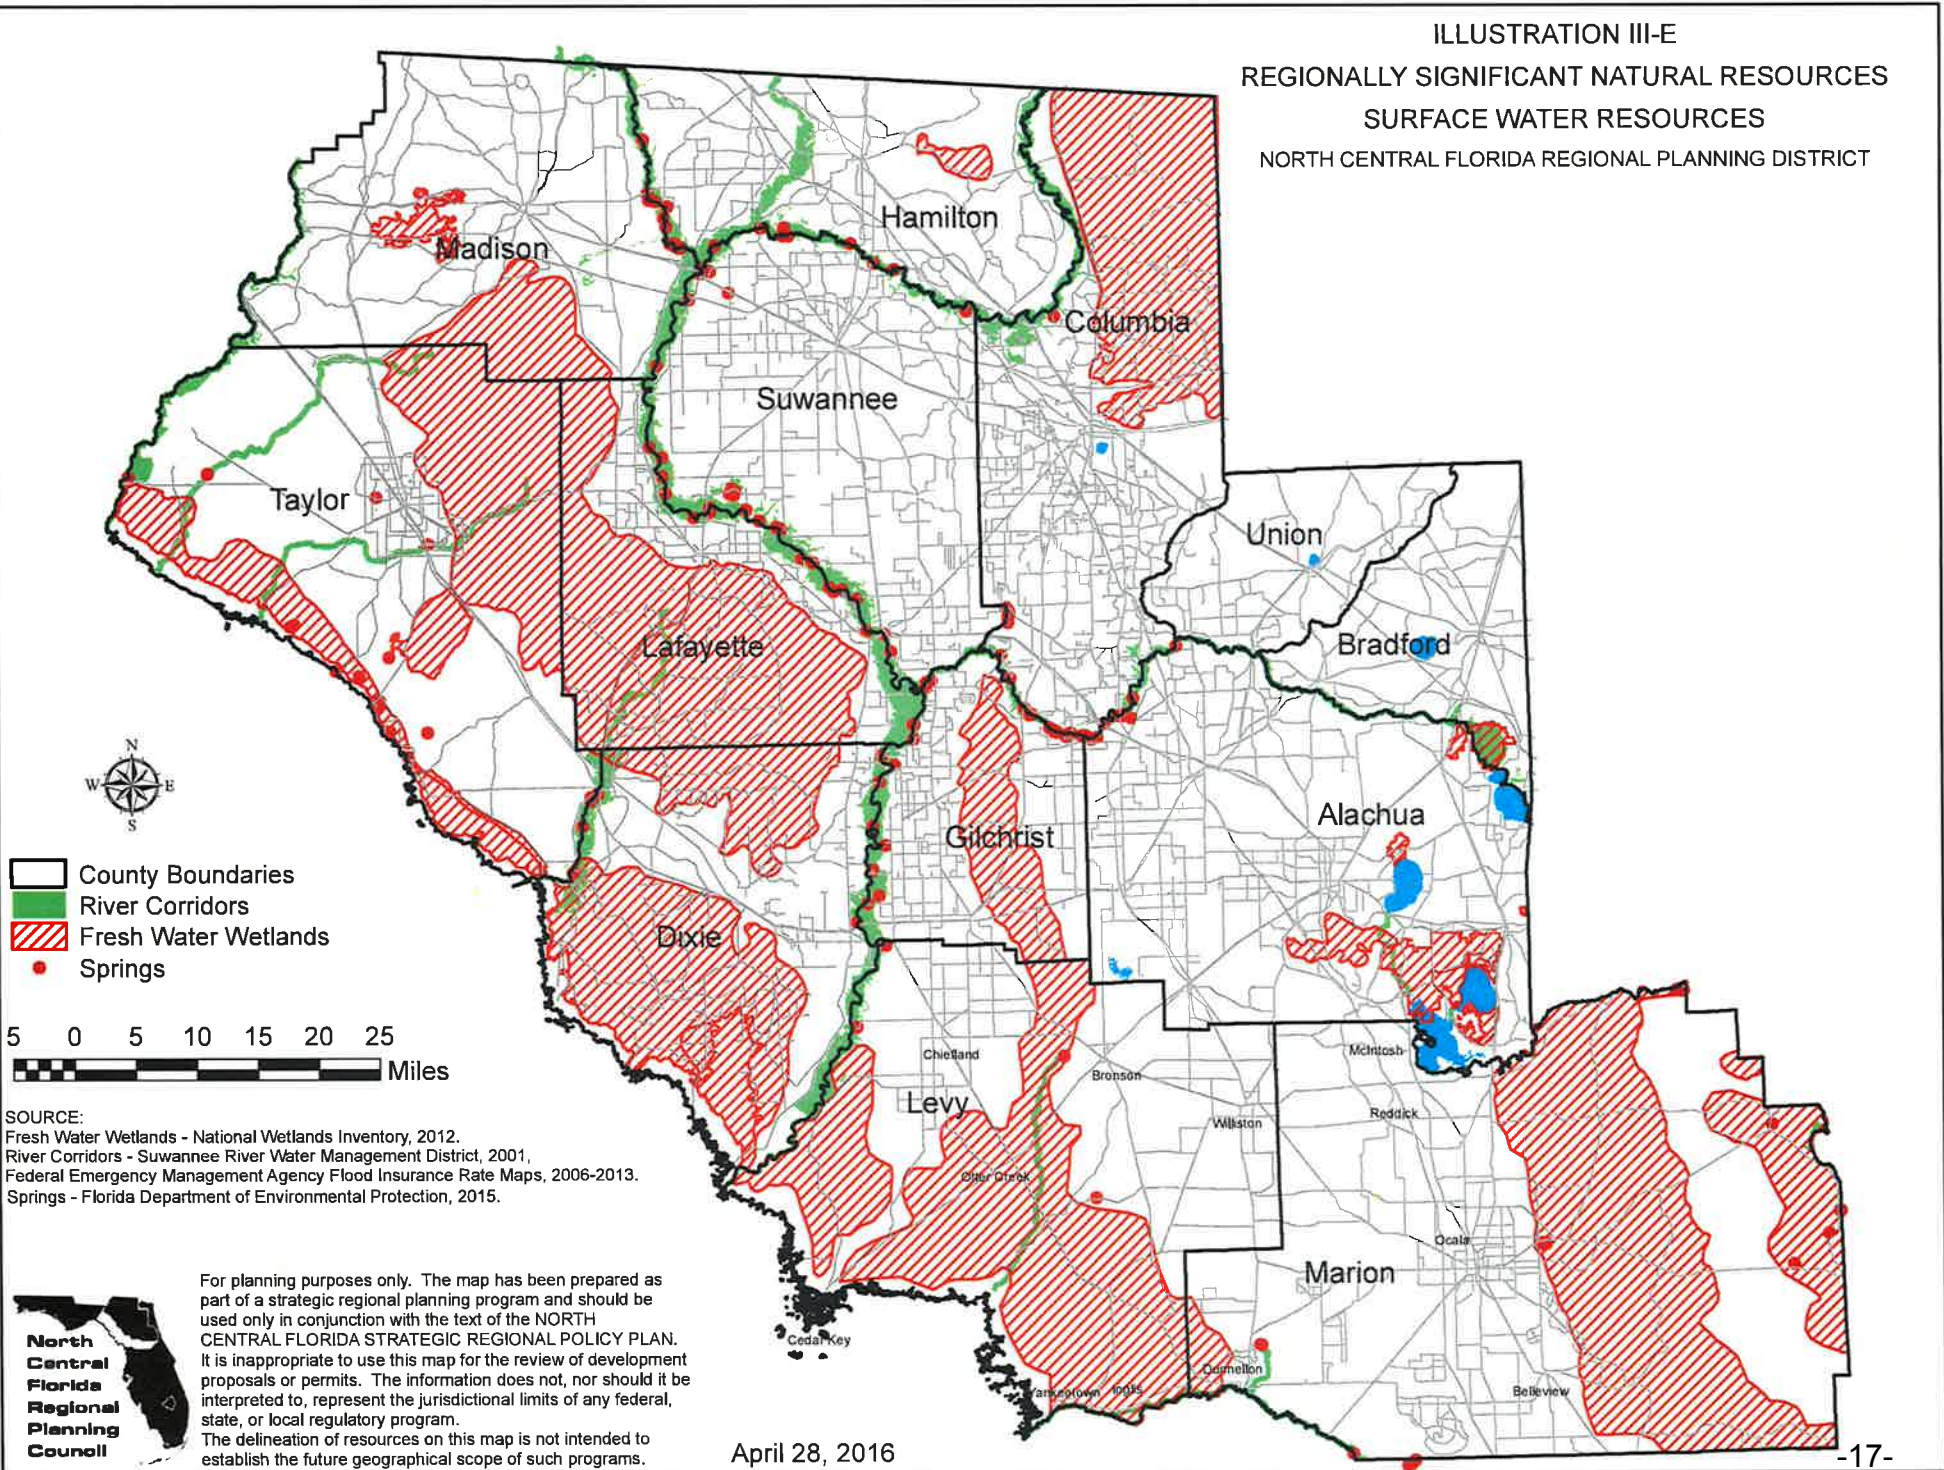 ILLUSTRATION III-E
REGIONALLY SIGNIFICANT NATURAL RESOURCES
SURFACE WATER RESOURCES
NORTH CENTRAL FLORIDA REGIONAL PLANNING DISTRICT
Hamilton
Madison
Columbia
Suwannee
Taylor
Union
Lafayette
Bradford
Alachua
Gilchrist
Dixie
Chiefland
McIntosh
Bronson
Levy
Reddick
Williston
Otter Creek
Ocala
Marion
Cedar Key
Dunnellon
Yankeetown
Inglis
Belleview
N
W
E
S
County Boundaries
River Corridors
Fresh Water Wetlands
Springs
5 0 5 10 15 20 25
Miles
SOURCE:
Fresh Water Wetlands - National Wetlands Inventory, 2012.
River Corridors - Suwannee River Water Management District, 2001,
Federal Emergency Management Agency Flood Insurance Rate Maps, 2006-2013.
Springs - Florida Department of Environmental Protection, 2015.
North
Central
Florida
Regional
Planning
Council
For planning purposes only. The map has been prepared as
part of a strategic regional planning program and should be
used only in conjunction with the text of the NORTH
CENTRAL FLORIDA STRATEGIC REGIONAL POLICY PLAN.
It is inappropriate to use this map for the review of development
proposals or permits. The information does not, nor should it be
interpreted to, represent the jurisdictional limits of any federal,
state, or local regulatory program.
The delineation of resources on this map is not intended to
establish the future geographical scope of such programs.
April 28, 2016
-17-